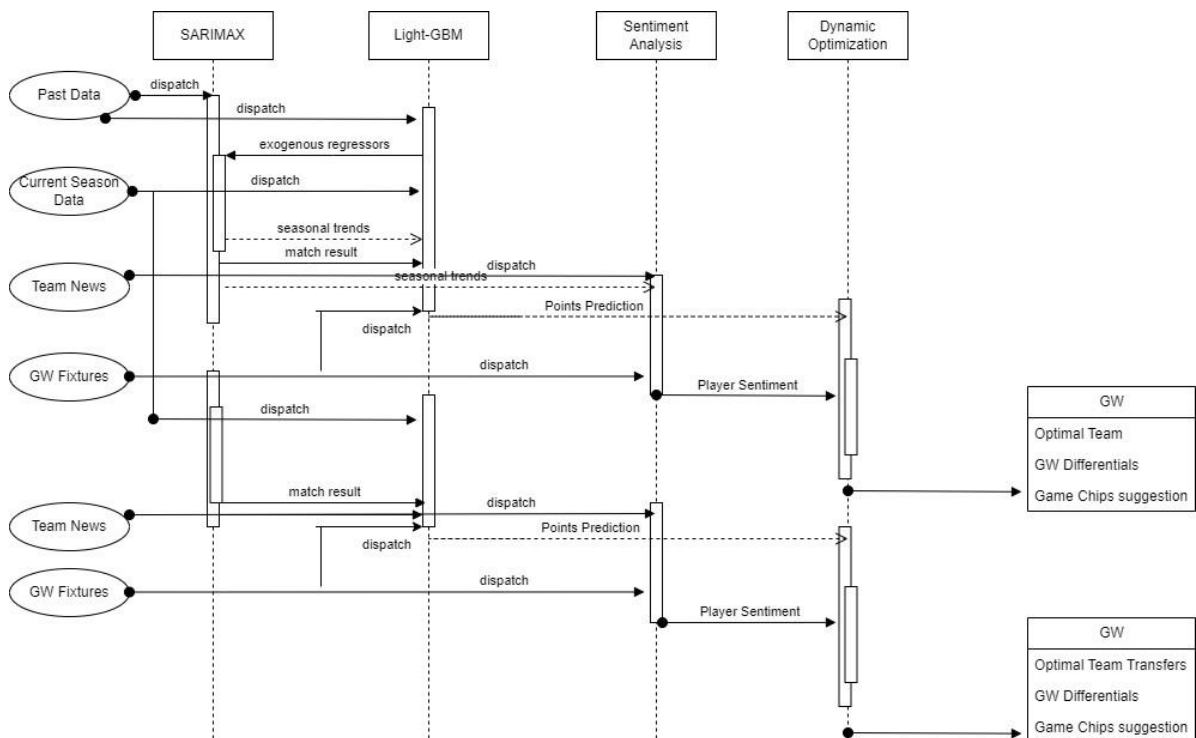 SARIMAX
Light-GBM
Sentiment
Analysis
Dynamic
Optimization
dispatch
Past Data
dispatch
exogenous regressors
Current Season
Data
dispatch
seasonal trends
match result
dispatch
Team News
seasonal trends
Points Prediction
dispatch
GW Fixtures
dispatch
Player Sentiment
GW
dispatch
Optimal Team
GW Differentials
Game Chips suggestion
match result
dispatch
Team News
Points Prediction
dispatch
GW Fixtures
dispatch
Player Sentiment
GW
Optimal Team Transfers
GW Differentials
Game Chips suggestion